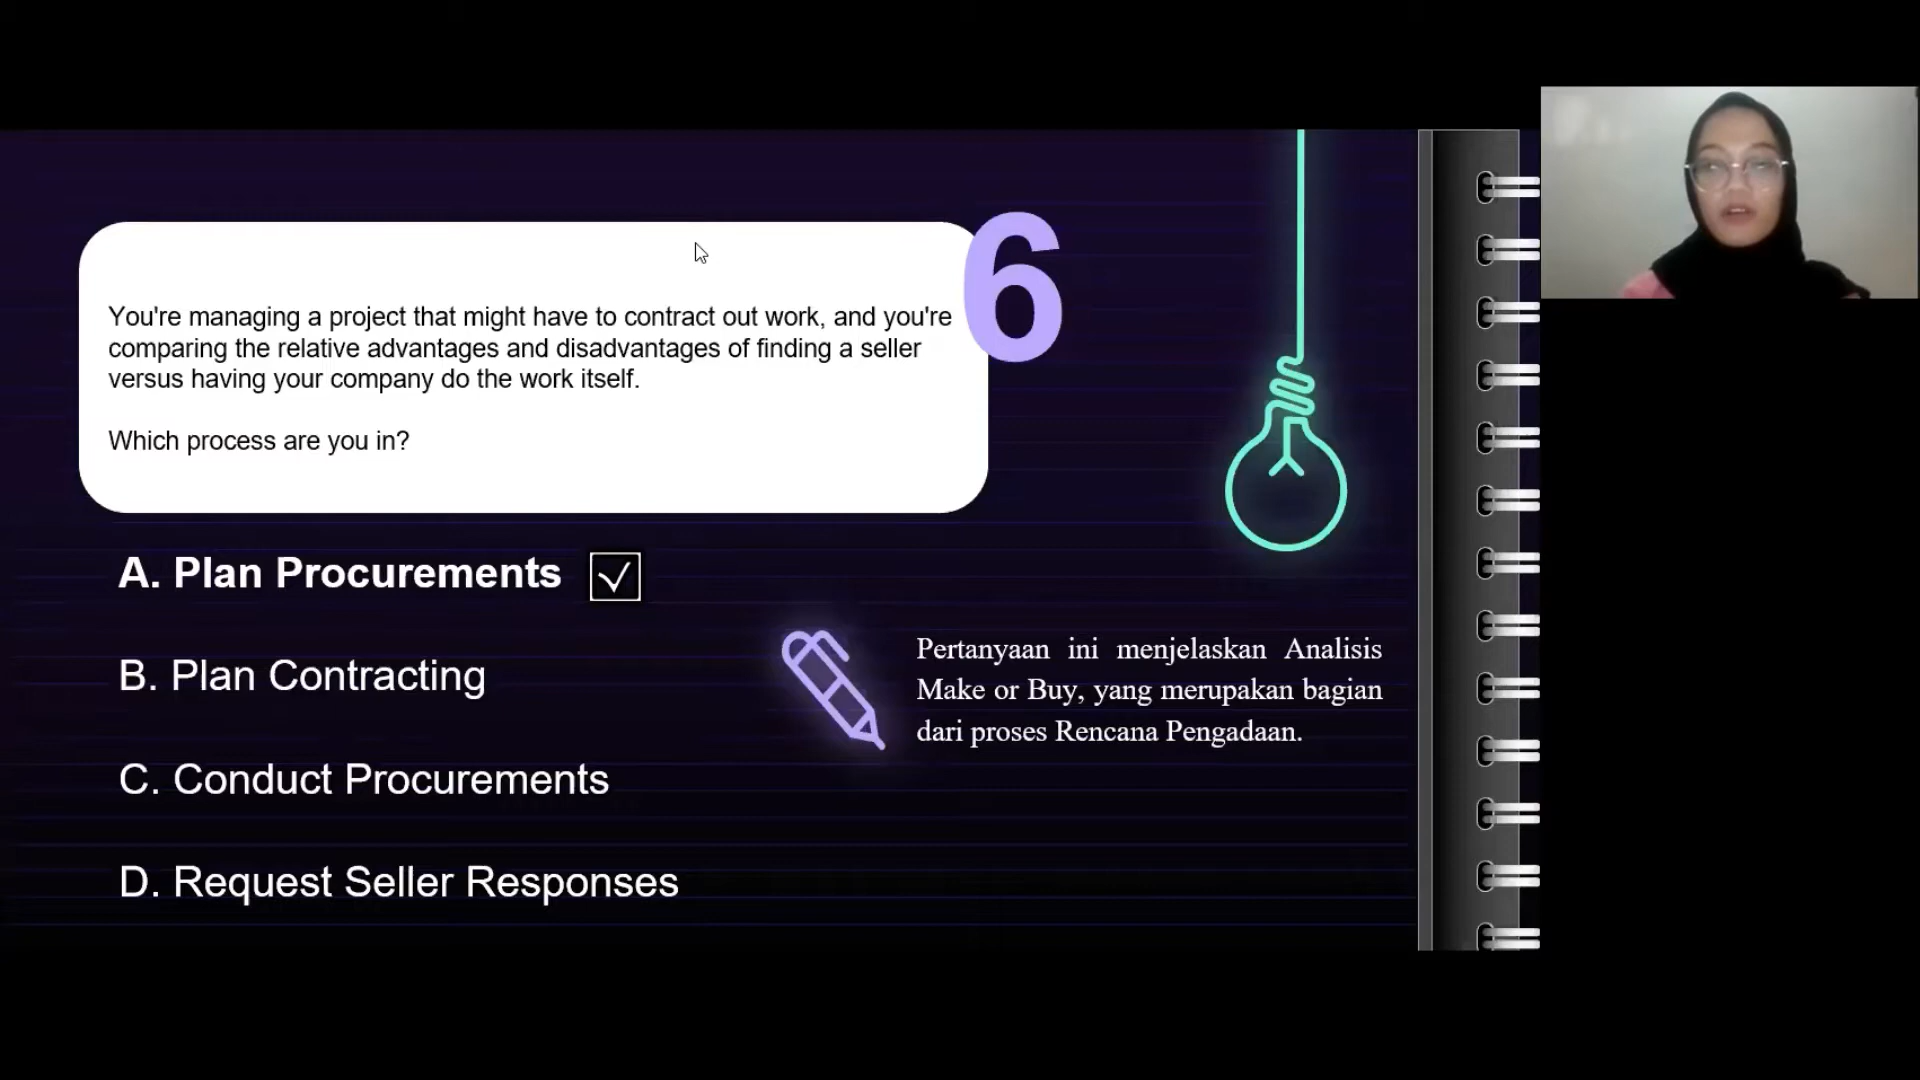 6
You're managing a project that might have to contract out work, and you're
comparing the relative advantages and disadvantages of finding a seller
versus having your company do the work itself.
Which process are you in?
A. Plan Procurements
B. Plan Contracting
C. Conduct Procurements
D. Request Seller Responses
Pertanyaan ini menjelaskan Analisis
Make or Buy, yang merupakan bagian
dari proses Rencana Pengadaan.